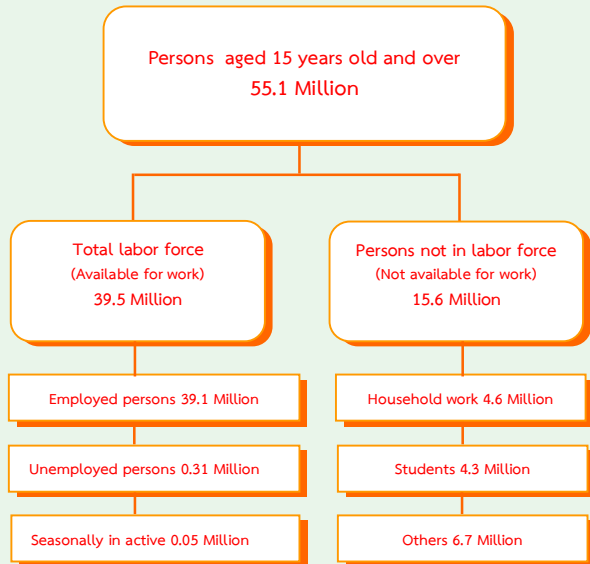 Persons aged 15 years old and over
55.1 Million
Total labor force
(Available for work)
39.5 Million
Persons not in labor force
(Not available for work)
15.6 Million
Employed persons 39.1 Million
Household work 4.6 Million
Unemployed persons 0.31 Million
Students 4.3 Million
Seasonally in active 0.05 Million
Others 6.7 Million